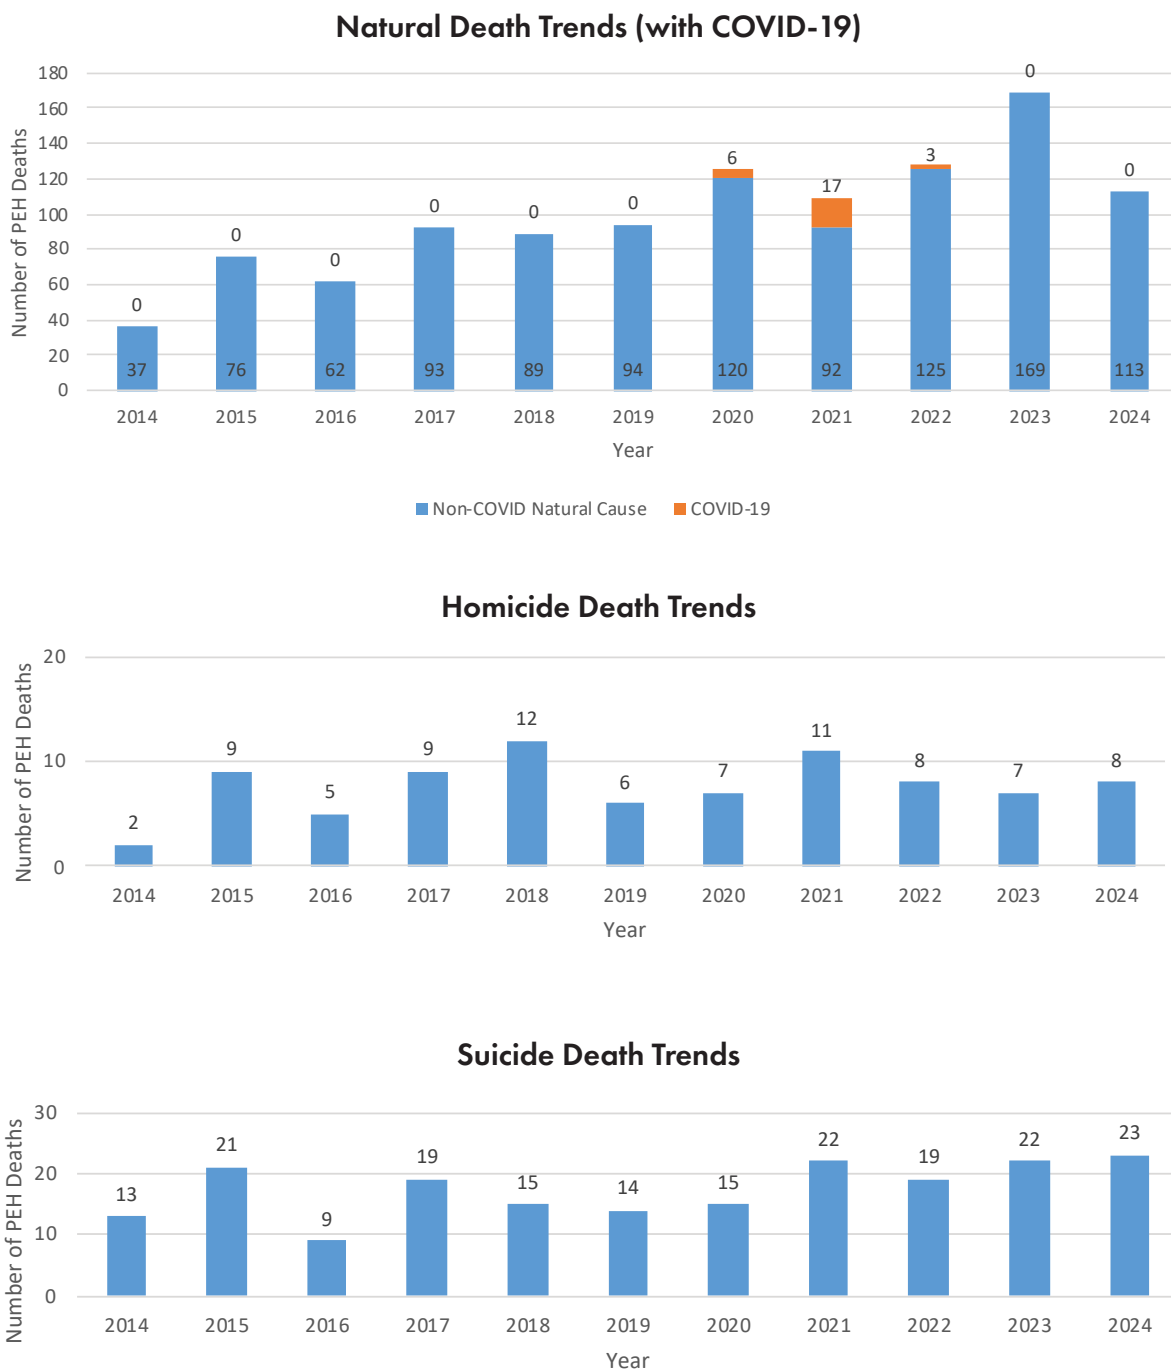 Natural Death Trends (with COVID-19)
Number of PEH Deaths
180
160
140
120
100
80
60
40
20
0
0 0 0 0 0 0 6 17 3 0 0
37 76 62 93 89 94 120 92 125 169 113
2014 2015 2016 2017 2018 2019 2020 2021 2022 2023 2024
Year
Non-COVID Natural Cause COVID-19
Homicide Death Trends
Number of PEH Deaths
20
10
0
2 9 5 9 12 6 7 11 8 7 8
2014 2015 2016 2017 2018 2019 2020 2021 2022 2023 2024
Year
Suicide Death Trends
Number of PEH Deaths
30
20
10
0
13 21 9 19 15 14 15 22 19 22 23
2014 2015 2016 2017 2018 2019 2020 2021 2022 2023 2024
Year